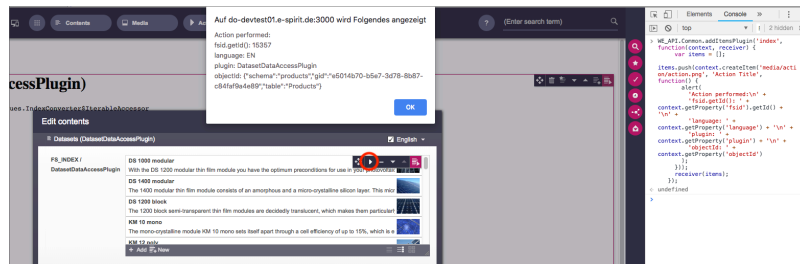 Contents
Media
Ac
?
(Enter search term)
cessPlugin)
ues.IndexConverter$IterableAccessor
Auf do-devtest01.e-spirit.de:3000 wird Folgendes angezeigt
Action performed:
fsid.getId(): 15357
language: EN
plugin: DatasetDataAccessPlugin
objectId: {"schema":"products","gid":"e5014b70-b5e7-3d78-8b87-
c84faf9a4e89","table":"Products"}
OK
Edit contents
Datasets (DatasetDataAccessPlugin)
English
FS_INDEX /
DatasetDataAccessPlugin
DS 1000 modular
With the DS 1200 modular thin film module you have the optimum preconditions for use in your photovoltaic
DS 1400 modular
The 1400 modular thin film module consists of an amorphous and a micro-crystalline silicon layer. This micr
DS 1200 block
The 1200 block semi-transparent thin film modules are decidedly translucent, which makes them particularl
KM 10 mono
The mono-crystalline module KM 10 mono sets itself apart through a cell efficiency of up to 15%, which is e
KM 12 poly
+ Add
New
Elements
Console
»
top
2 hidden
> WE_API.Common.addItemsPlugin('index',
function(context, receiver) {
var items = [];
items.push(context.createItem('media/acti
on/action.png', 'Action Title',
function() {
alert(
'Action performed:\n' +
'fsid.getId(): ' +
context.getProperty('fsid').getId() +
'\n' +
'language: ' +
context.getProperty('language') + '\n' +
'plugin: ' +
context.getProperty('plugin') + '\n' +
'objectId: ' +
context.getProperty('objectId')
);
}));
receiver(items);
});
< undefined
>